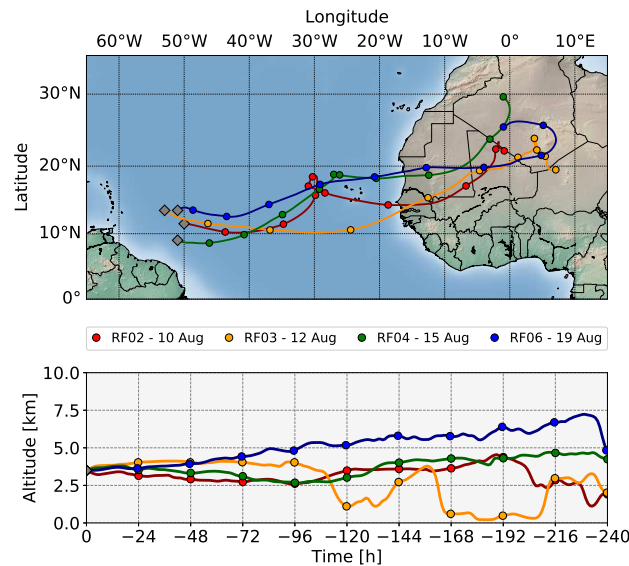 Longitude
60°W 50°W 40°W 30°W 20°W 10°W 0° 10°E
Latitude
30°N
20°N
10°N
0°
RF02 - 10 Aug RF03 - 12 Aug RF04 - 15 Aug RF06 - 19 Aug
Altitude [km]
10.0
7.5
5.0
2.5
0.0
0 −24 −48 −72 −96 −120 −144 −168 −192 −216 −240
Time [h]